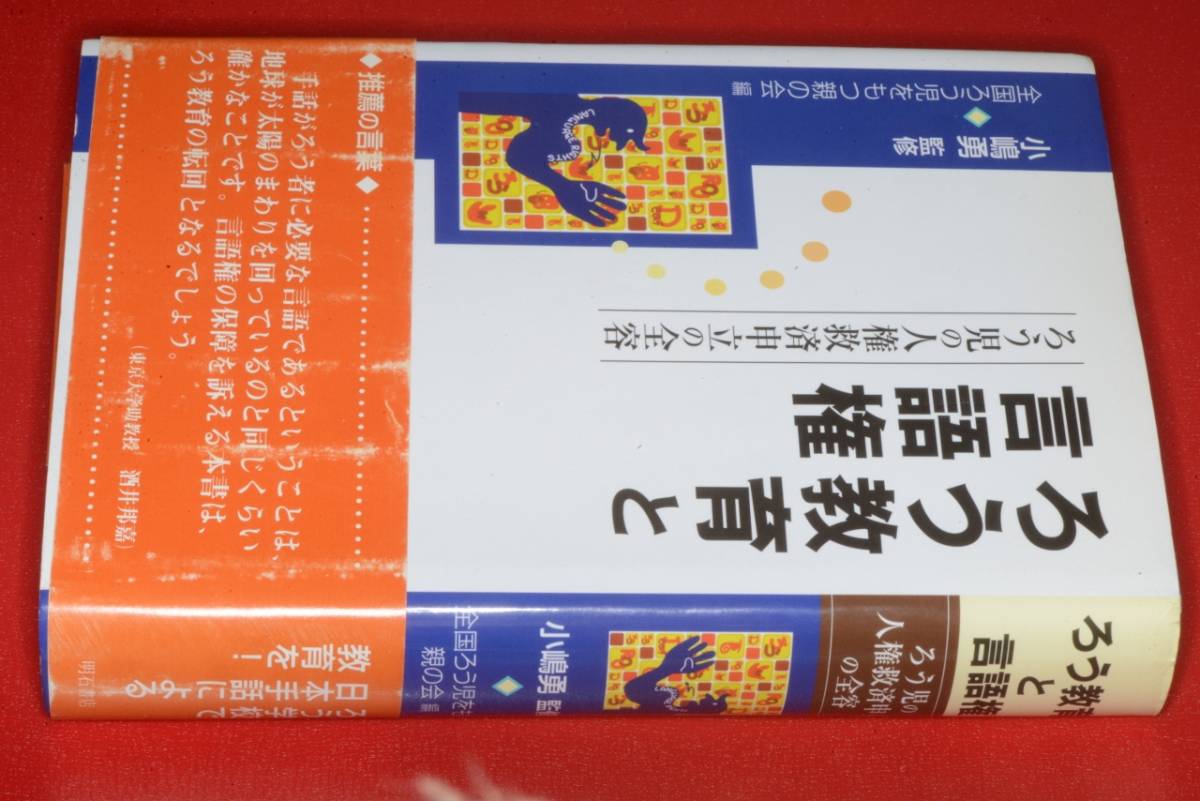 ろう教育と
言語権
ろう児の人権救済申立の全容
小嶋勇 監修
全国ろう児をもつ親の会 編
LANGUAGE RIGHTS
◆推薦の言葉◆
手話がろう者に必要な言語であるということは、
地球が太陽のまわりを回っているのと同じくらい
確かなことです。言語権の保障を訴える本書は、
ろう教育の転回となるでしょう。
(東京大学助教授 酒井邦嘉)
ろう教育
と言語権
ろう児の
人権救済申
の全容
小嶋勇 監
全国ろう児をも
親の会 編
ろう学校で
日本手話による
教育を!
明石書店